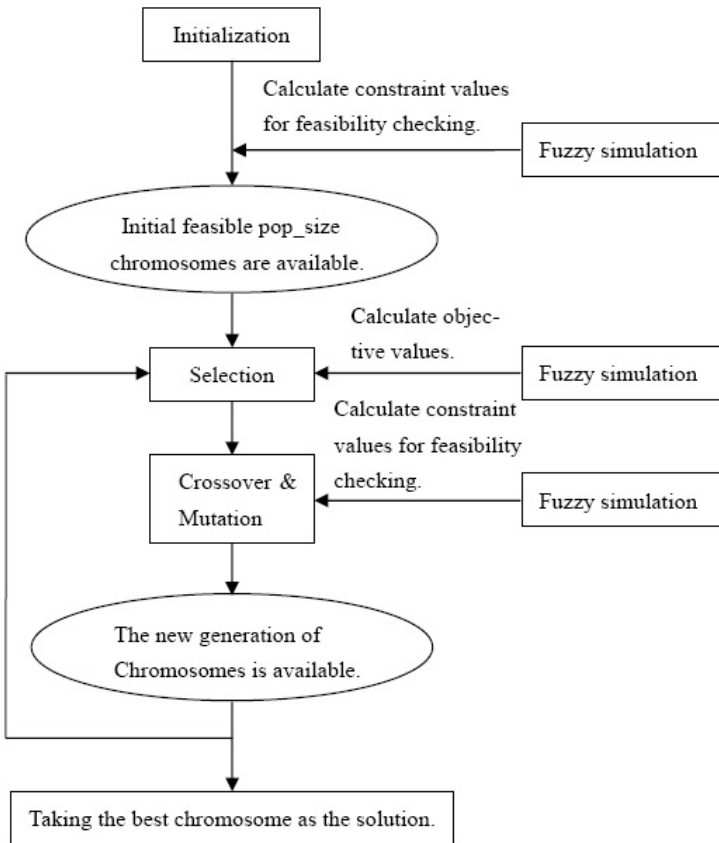 Initialization
Calculate constraint values
for feasibility checking.
Fuzzy simulation
Initial feasible pop_size
chromosomes are available.
Calculate objec-
tive values.
Selection
Fuzzy simulation
Calculate constraint
values for feasibility
checking.
Crossover &
Mutation
Fuzzy simulation
The new generation of
Chromosomes is available.
Taking the best chromosome as the solution.